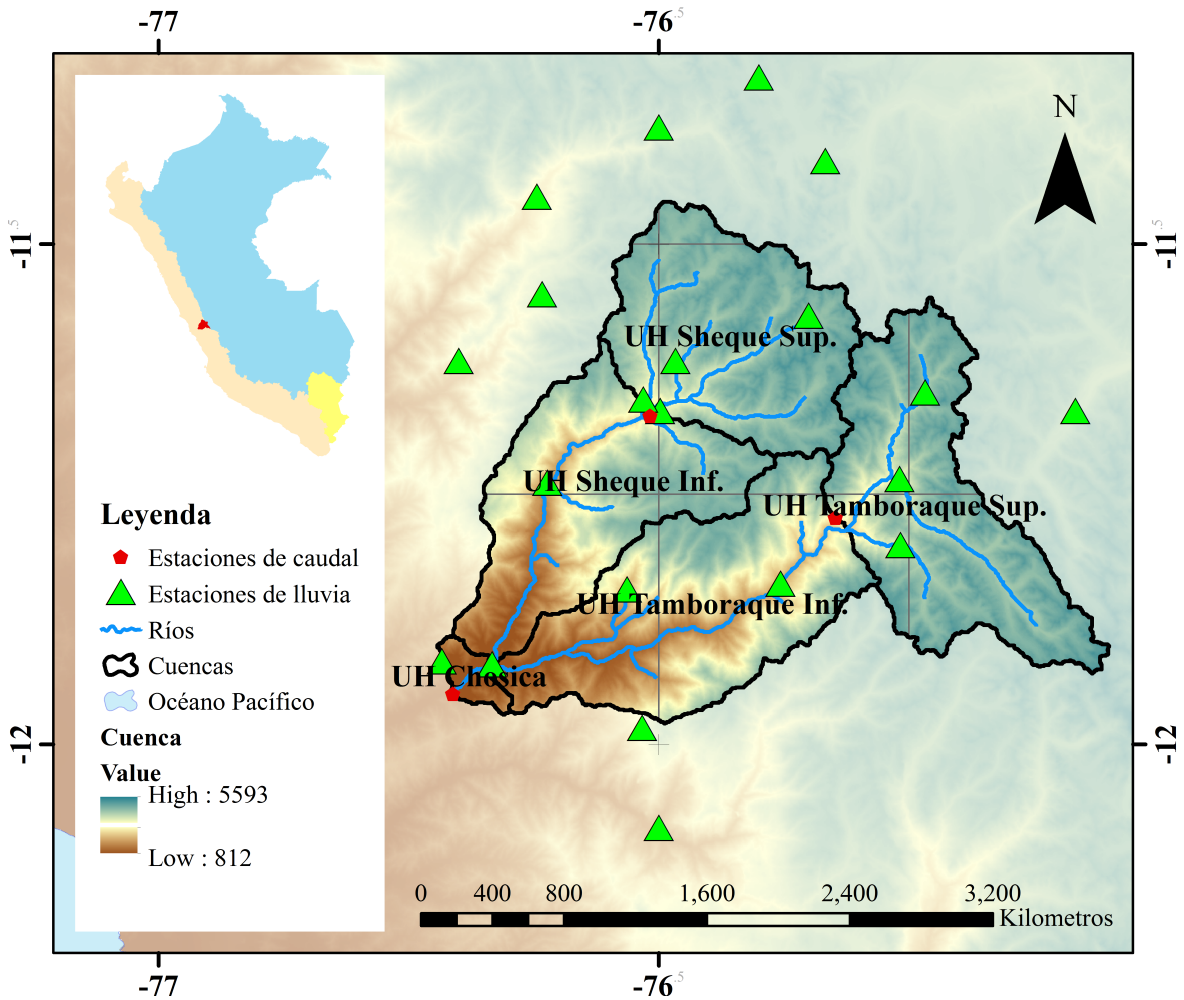 -77
-76.5
N
-11.5
-11.5
UH Sheque Sup.
UH Sheque Inf.
UH Tamboraque Sup.
UH Tamboraque Inf.
UH Chosica
Leyenda
Estaciones de caudal
Estaciones de lluvia
Ríos
Cuencas
Océano Pacífico
Cuenca
Value
High : 5593
Low : 812
-12
-12
0 400 800 1,600 2,400 3,200
Kilometros
-77
-76.5